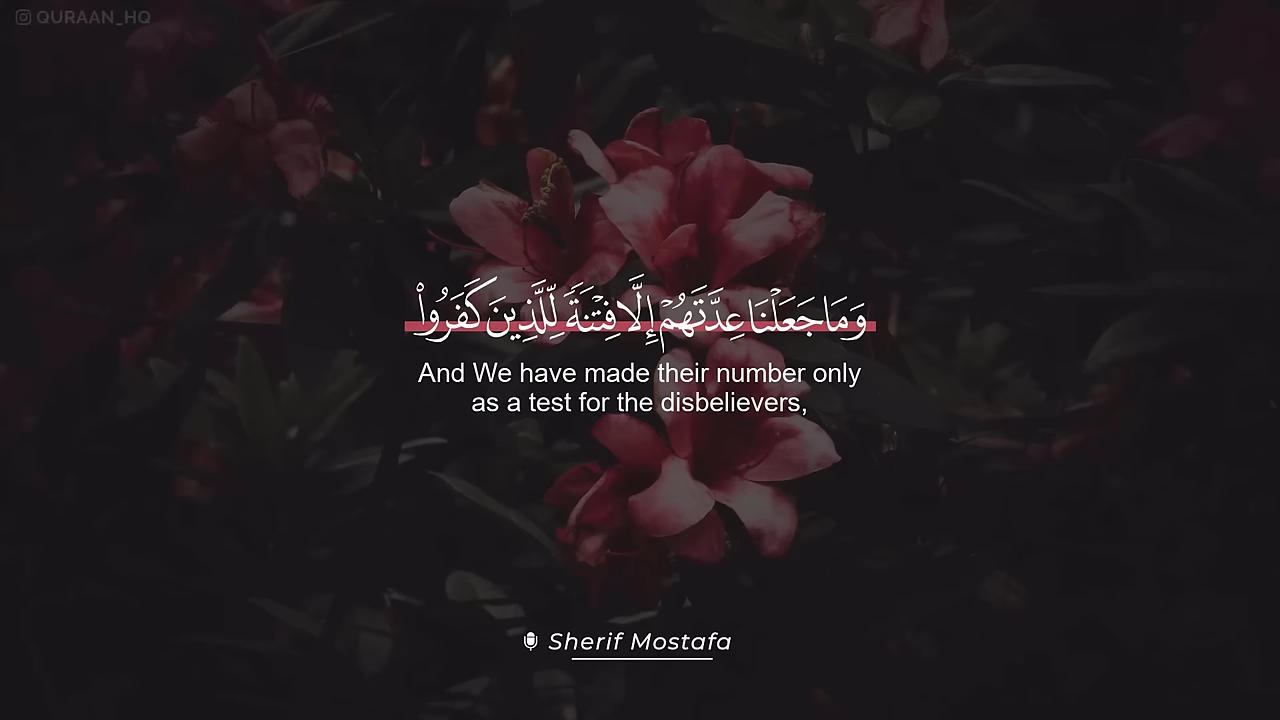 QURAAN_HQ
وَمَا جَعَلْنَا عِدَّتَهُمْ إِلَّا فِتْنَةً لِّلَّذِينَ كَفَرُوا۟
And We have made their number only
as a test for the disbelievers,
Sherif Mostafa